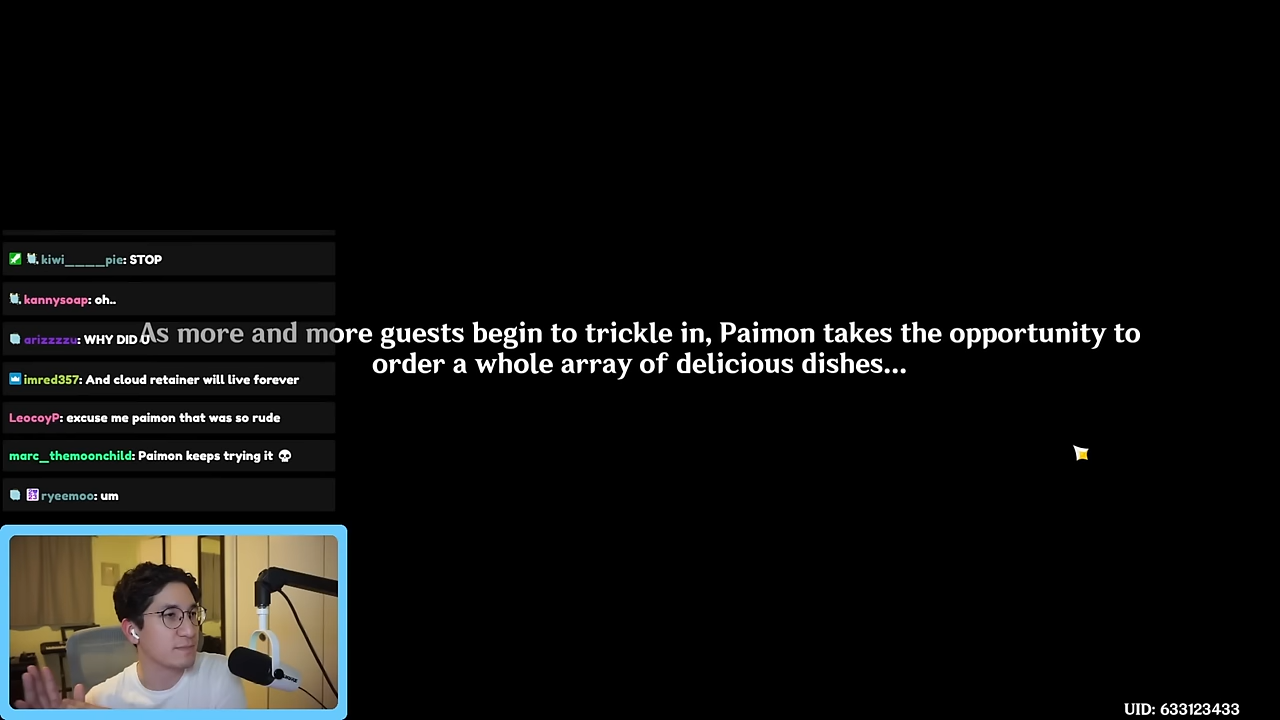 kiwi____pie: STOP
kannysoap: oh..
arizzzzu: WHY DID U
As more and more guests begin to trickle in, Paimon takes the opportunity to
order a whole array of delicious dishes...
imred357: And cloud retainer will live forever
LeocoyP: excuse me paimon that was so rude
marc_themoonchild: Paimon keeps trying it 💀
ryeemoo: um
UID: 633123433